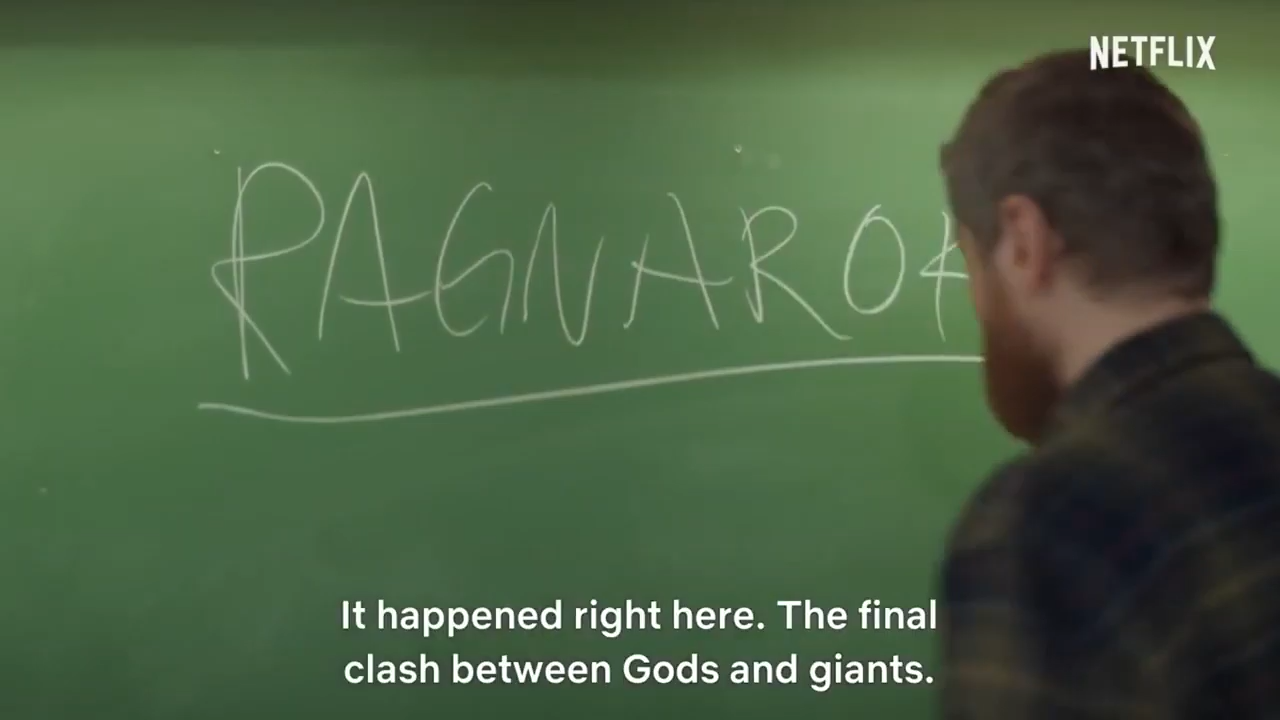 NETFLIX
RAGNAROK
It happened right here. The final
clash between Gods and giants.